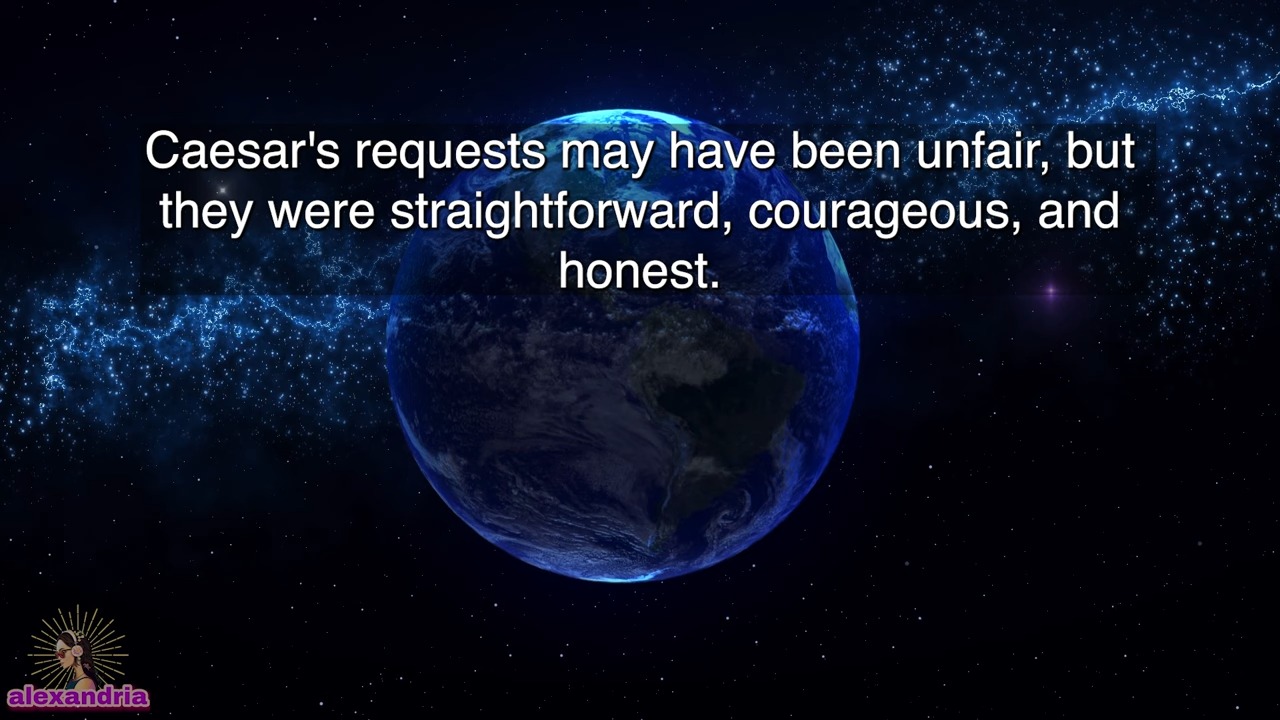 Caesar's requests may have been unfair, but
they were straightforward, courageous, and
honest.
alexandria